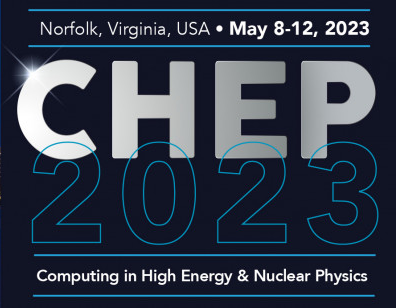 Norfolk, Virginia, USA • May 8-12, 2023
CHEP
2023
Computing in High Energy & Nuclear Physics